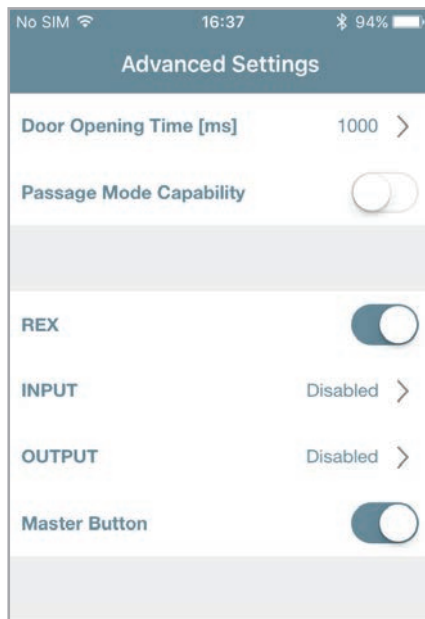 No SIM 16:37 94%
Advanced Settings
Door Opening Time [ms] 1000
Passage Mode Capability
REX
INPUT Disabled
OUTPUT Disabled
Master Button